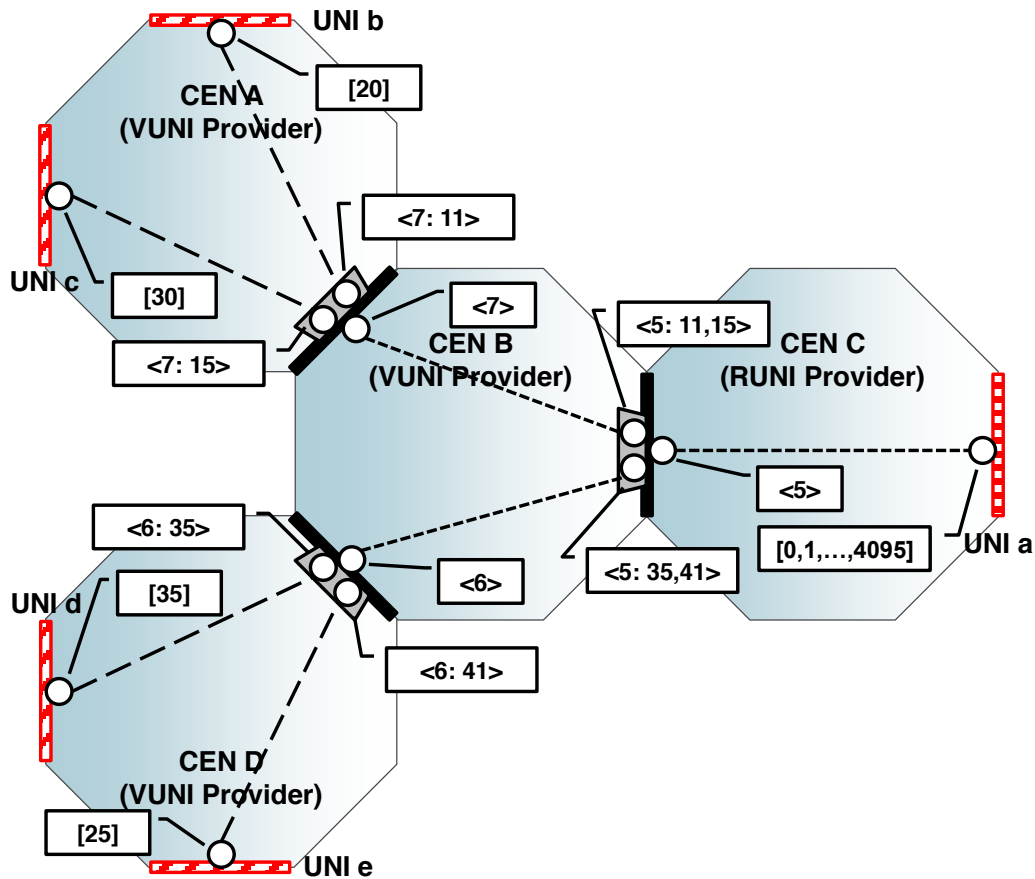 UNI b
[20]
CEN A
(VUNI Provider)
<7: 11>
UNI c
[30]
<7>
<7: 15>
CEN B
(VUNI Provider)
<5: 11,15>
CEN C
(RUNI Provider)
<5>
[0,1,...,4095]
UNI a
<6: 35>
<5: 35,41>
<6>
[35]
UNI d
<6: 41>
CEN D
(VUNI Provider)
[25]
UNI e